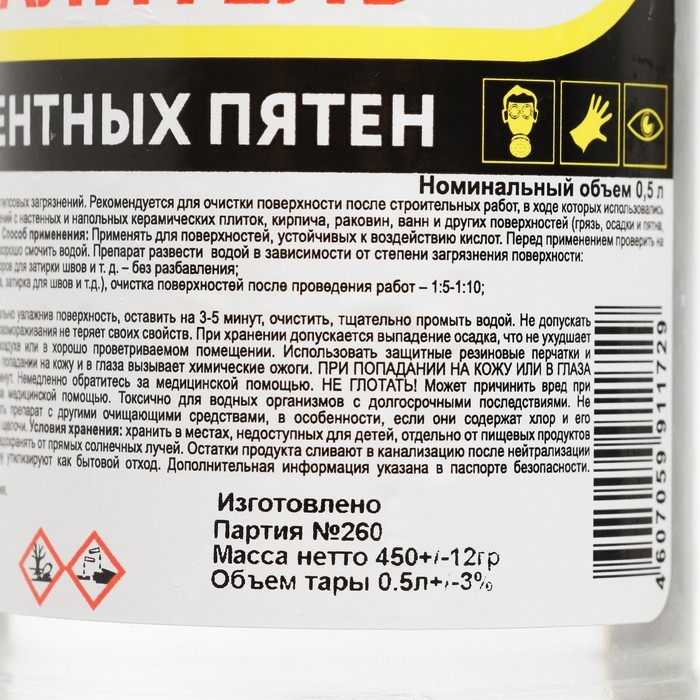 ЕНТНЫХ ПЯТЕН
Номинальный объем 0,5 л
загрязнений. Рекомендуется для очистки поверхности после строительных работ, в ходе которых использовались
с настенных и напольных керамических плиток, кирпича, раковин, ванн и других поверхностей (грязь, осадки и пятна,
Способ применения: Применять для поверхностей, устойчивых к воздействию кислот. Перед применением проверить на
хорошо смочить водой. Препарат развести водой в зависимости от степени загрязнения поверхности:
для затирки швов и т. д. – без разбавления;
затирка для швов и т.д.), очистка поверхностей после проведения работ – 1:5-1:10;
увлажнив поверхность, оставить на 3-5 минут, очистить, тщательно промыть водой. Не допускать
не теряет своих свойств. При хранении допускается выпадение осадка, что не ухудшает
или в хорошо проветриваемом помещении. Использовать защитные резиновые перчатки и
попадании на кожу и в глаза вызывает химические ожоги. ПРИ ПОПАДАНИИ НА КОЖУ ИЛИ В ГЛАЗА
Немедленно обратитесь за медицинской помощью. НЕ ГЛОТАТЬ! Может причинить вред при
медицинской помощью. Токсично для водных организмов с долгосрочными последствиями. Не
препарат с другими очищающими средствами, в особенности, если они содержат хлор и его
Условия хранения: хранить в местах, недоступных для детей, отдельно от пищевых продуктов
от прямых солнечных лучей. Остатки продукта сливают в канализацию после нейтрализации
утилизируют как бытовой отход. Дополнительная информация указана в паспорте безопасности.
Изготовлено
Партия №260
Масса нетто 450+/-12гр
Объем тары 0.5л+/-3%
4 607059 911729